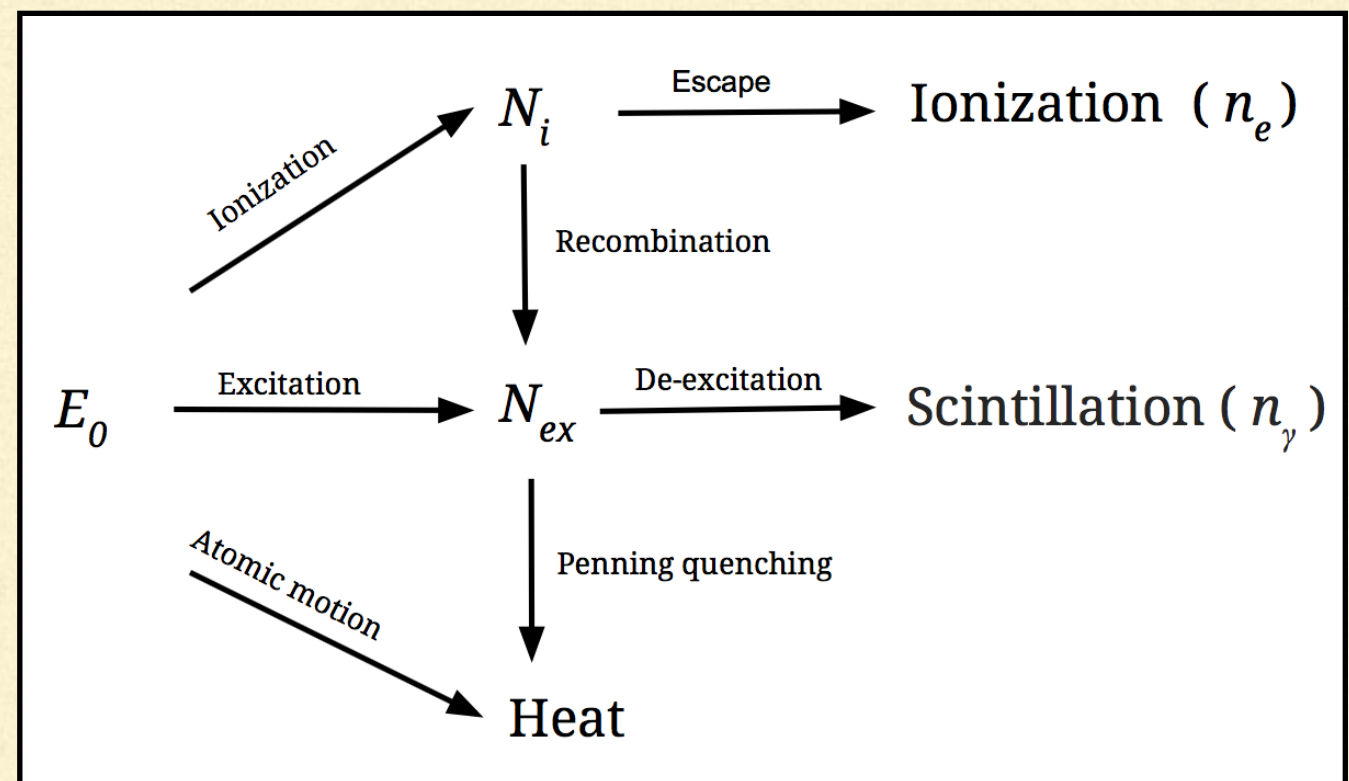 Escape
N_i
Ionization ( n_e )
Ionization
Recombination
Excitation
De-excitation
E_0
N_ex
Scintillation ( n_γ )
Atomic motion
Penning quenching
Heat